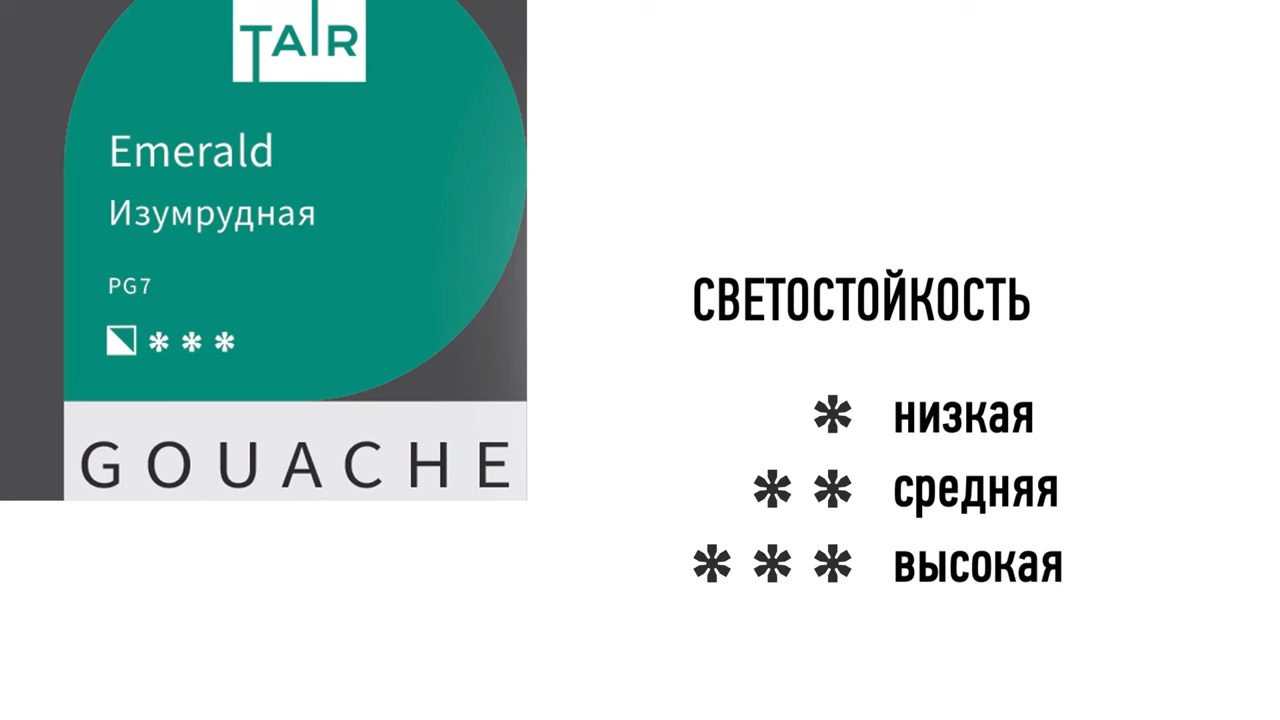 TAIR
Emerald
Изумрудная
PG7
* * *
GOUACHE
СВЕТОСТОЙКОСТЬ
* низкая
* * средняя
* * * высокая